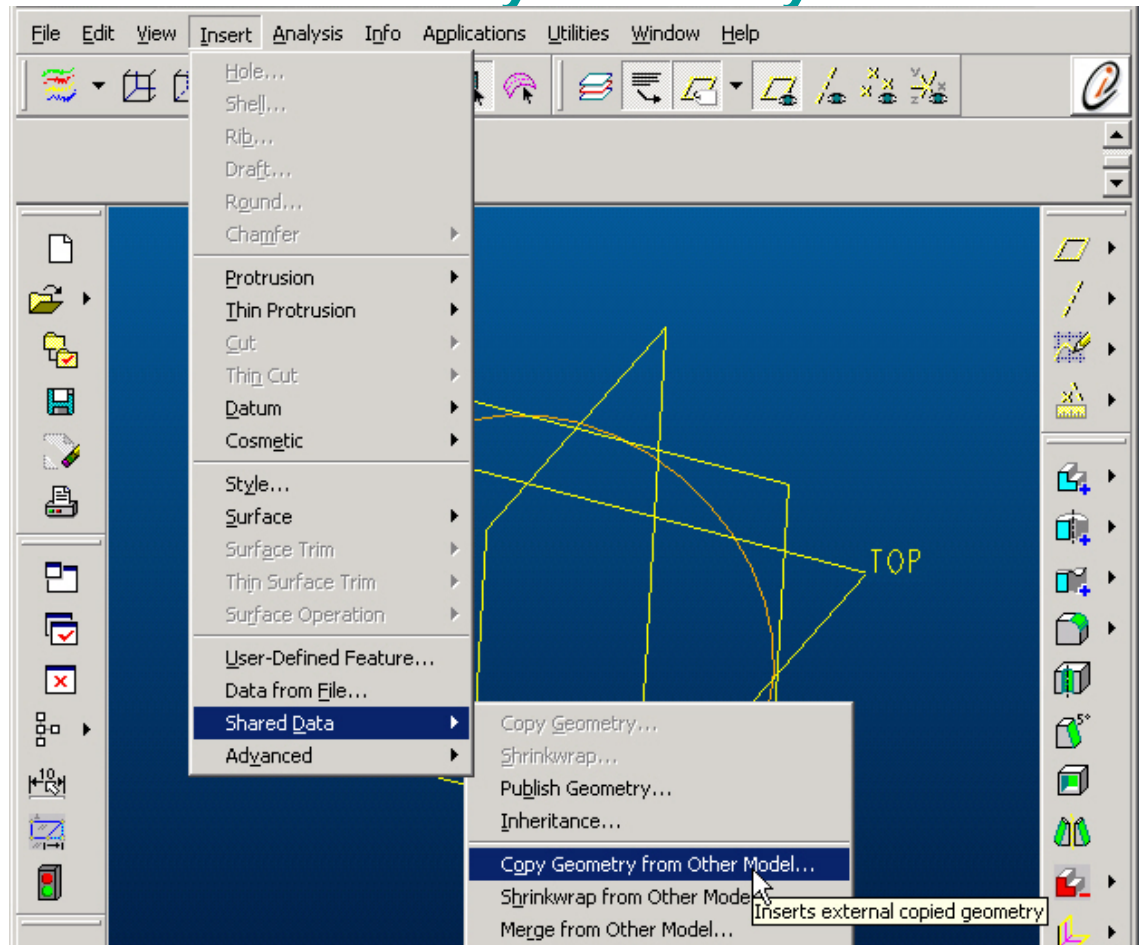 File Edit View Insert Analysis Info Applications Utilities Window Help
Hole...
Shell...
Rib...
Draft...
Round...
Chamfer
Protrusion
Thin Protrusion
Cut
Thin Cut
Datum
Cosmetic
Style...
Surface
Surface Trim
Thin Surface Trim
Surface Operation
User-Defined Feature...
Data from File...
Shared Data
Advanced
Copy Geometry...
Shrinkwrap...
Publish Geometry...
Inheritance...
Copy Geometry from Other Model...
Shrinkwrap from Other Mode
Merge from Other Model...
Inserts external copied geometry
TOP
10
5°